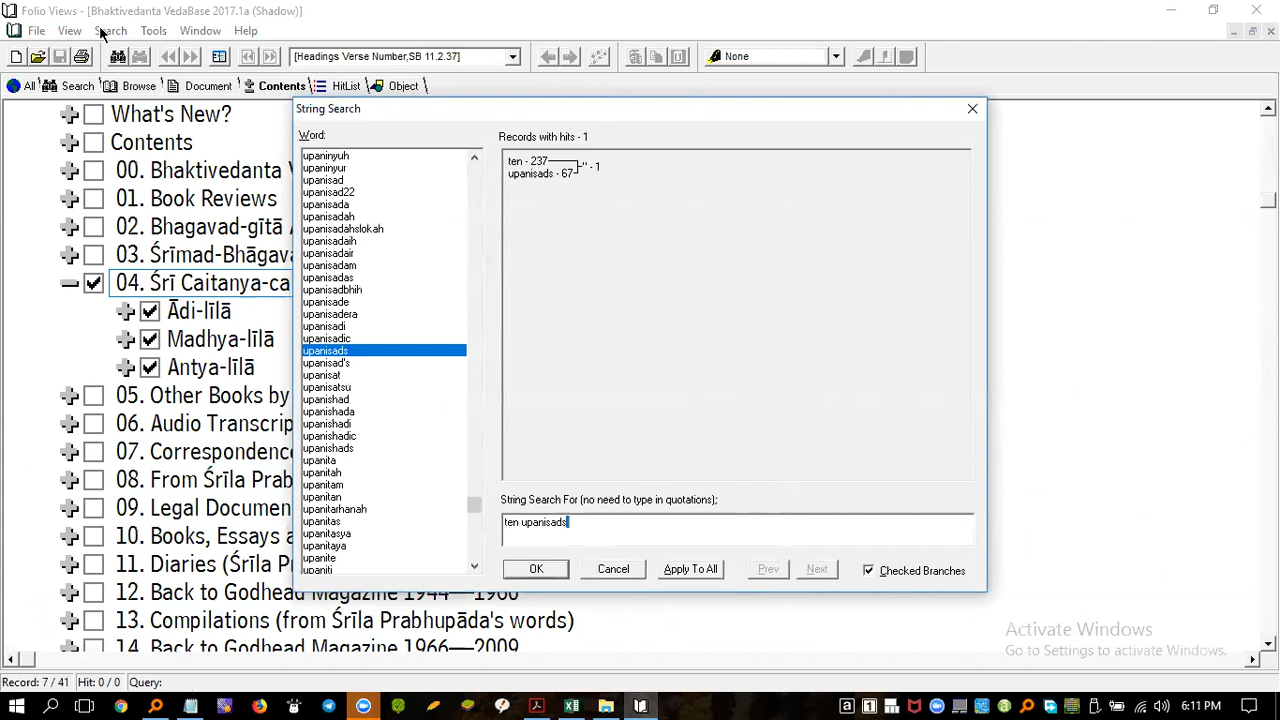 Folio Views - [Bhaktivedanta VedaBase 2017.1a (Shadow)]
File View Search Tools Window Help
[Headings Verse Number,SB 11.2.37]
None
All Search Browse Document Contents HitList Object
What's New?
Contents
00. Bhaktivedanta V
01. Book Reviews
02. Bhagavad-gītā A
03. Śrīmad-Bhāgava
04. Śrī Caitanya-ca
Ādi-līlā
Madhya-līlā
Antya-līlā
05. Other Books by
06. Audio Transcrip
07. Correspondence
08. From Śrīla Prabh
09. Legal Documen
10. Books, Essays a
11. Diaries (Śrīla P
12. Back to Godhead Magazine 1944—1960
13. Compilations (from Śrīla Prabhupāda's words)
14. Back to Godhead Magazine 1966—2009
String Search
Word:
upaninyuh
upaninyur
upanisad
upanisad22
upanisada
upanisadah
upanisadahslokah
upanisadaih
upanisadair
upanisadam
upanisadas
upanisadbhih
upanisade
upanisadera
upanisadi
upanisadic
upanisads
upanisad's
upanisat
upanisatsu
upanishad
upanishada
upanishadi
upanishadic
upanishads
upanita
upanitah
upanitam
upanitan
upanitarhanah
upanitas
upanitasya
upanitaya
upanite
upaniti
Records with hits - 1
ten - 237
upanisads - 67
" - 1
String Search For (no need to type in quotations);
ten upanisads
OK Cancel Apply To All Prev Next Checked Branches
Activate Windows
Go to Settings to activate Windows.
Record: 7 / 41 Hit: 0 / 0 Query:
6:11 PM